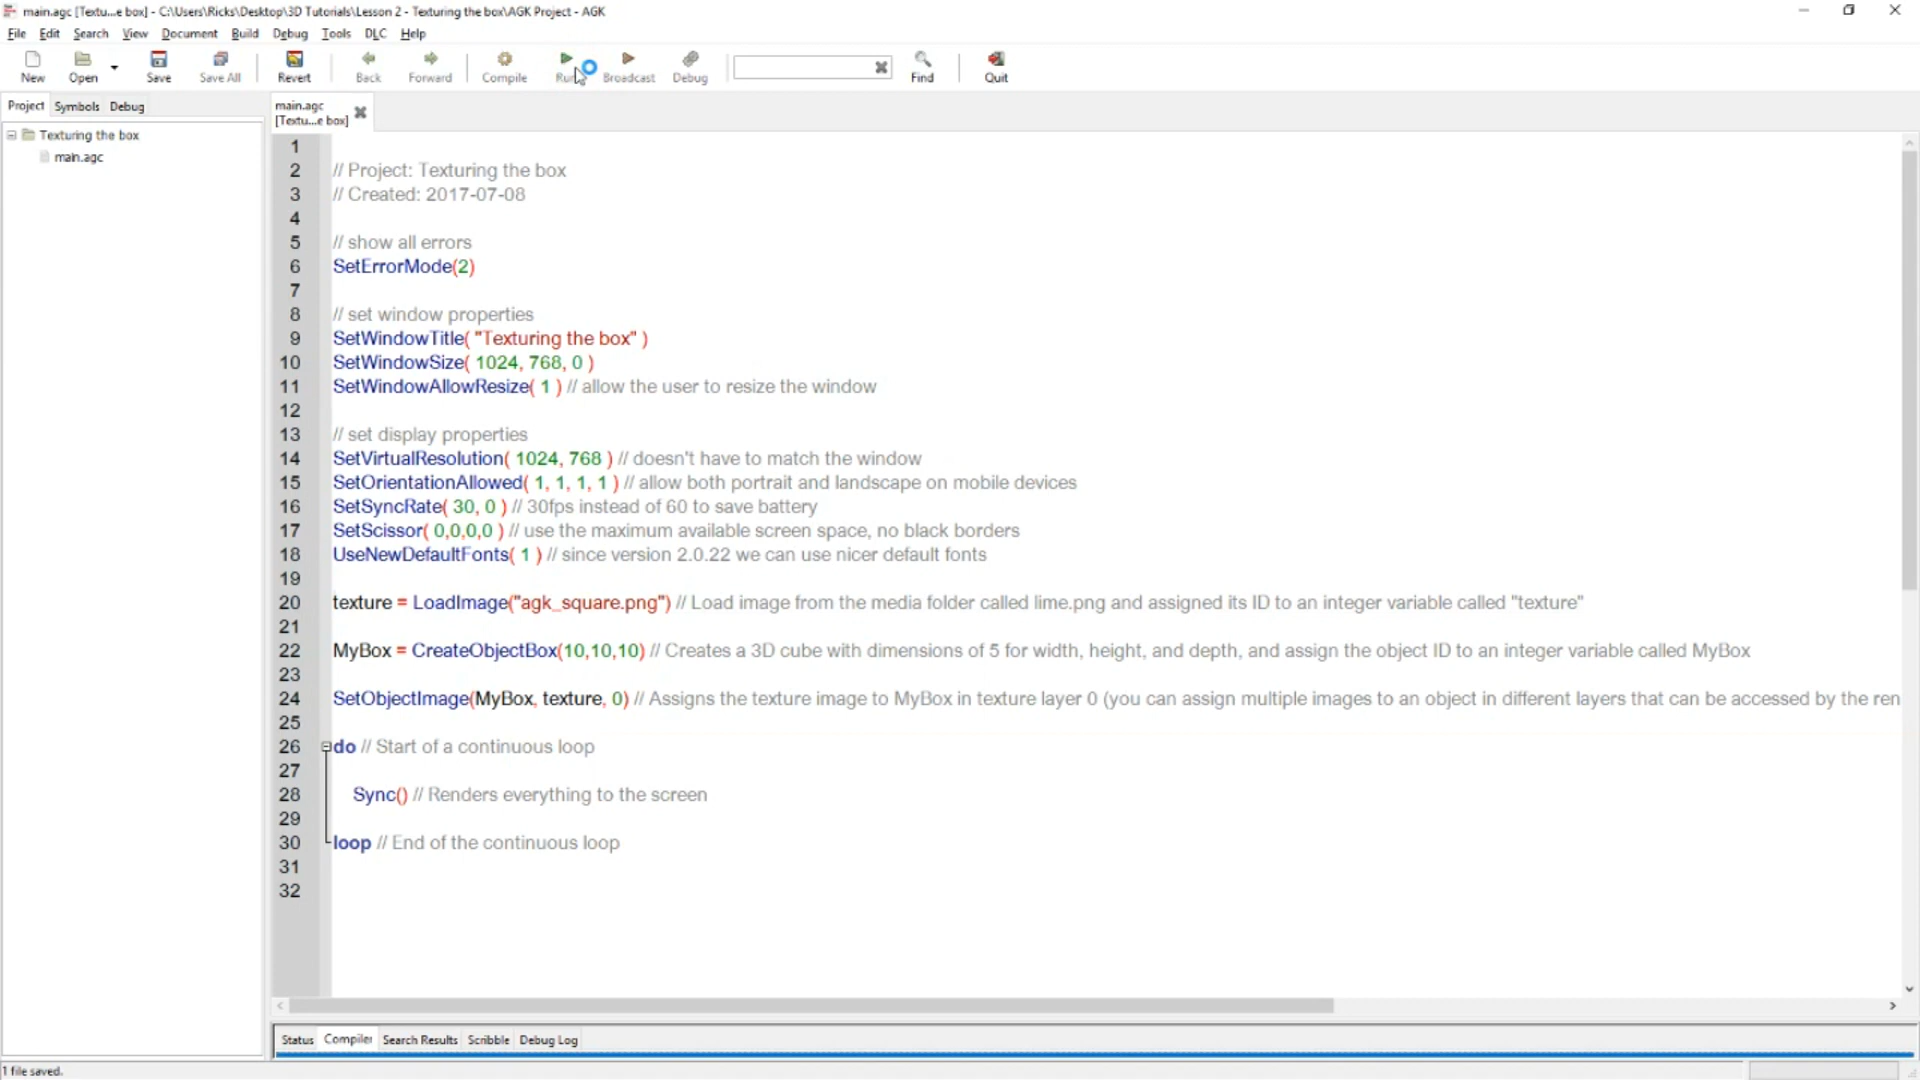 main.agc [Textu...e box] - C:\Users\Ricks\Desktop\3D Tutorials\Lesson 2 - Texturing the box\AGK Project - AGK
File Edit Search View Document Build Debug Tools DLC Help
New Open Save Save All Revert Back Forward Compile Run Broadcast Debug Find Quit
Project Symbols Debug
main.agc
[Textu...e box]
Texturing the box
main.agc
1
2 // Project: Texturing the box
3 // Created: 2017-07-08
4
5 // show all errors
6 SetErrorMode(2)
7
8 // set window properties
9 SetWindowTitle( "Texturing the box" )
10 SetWindowSize( 1024, 768, 0 )
11 SetWindowAllowResize( 1 ) // allow the user to resize the window
12
13 // set display properties
14 SetVirtualResolution( 1024, 768 ) // doesn't have to match the window
15 SetOrientationAllowed( 1, 1, 1, 1 ) // allow both portrait and landscape on mobile devices
16 SetSyncRate( 30, 0 ) // 30fps instead of 60 to save battery
17 SetScissor( 0,0,0,0 ) // use the maximum available screen space, no black borders
18 UseNewDefaultFonts( 1 ) // since version 2.0.22 we can use nicer default fonts
19
20 texture = LoadImage("agk_square.png") // Load image from the media folder called lime.png and assigned its ID to an integer variable called "texture"
21
22 MyBox = CreateObjectBox(10,10,10) // Creates a 3D cube with dimensions of 5 for width, height, and depth, and assign the object ID to an integer variable called MyBox
23
24 SetObjectImage(MyBox, texture, 0) // Assigns the texture image to MyBox in texture layer 0 (you can assign multiple images to an object in different layers that can be accessed by the ren
25
26 do // Start of a continuous loop
27
28 Sync() // Renders everything to the screen
29
30 loop // End of the continuous loop
31
32
Status Compiler Search Results Scribble Debug Log
1 file saved.